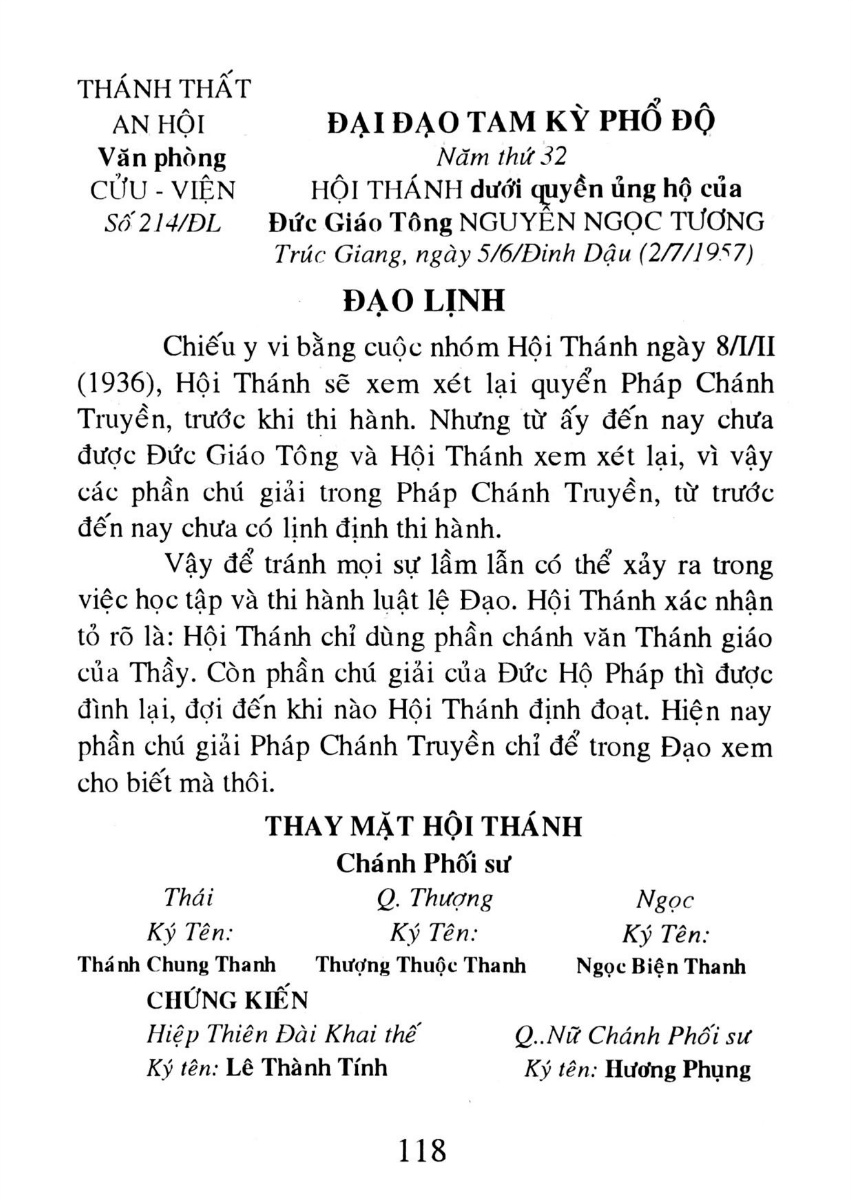 THÁNH THẤT
AN HỘI
Văn phòng
CỬU - VIỆN
Số 214/ĐL
ĐẠI ĐẠO TAM KỲ PHỔ ĐỘ
Năm thứ 32
HỘI THÁNH dưới quyền ủng hộ của
Đức Giáo Tông NGUYỄN NGỌC TƯƠNG
Trúc Giang, ngày 5/6/Đinh Dậu (2/7/1957)
ĐẠO LỊNH
Chiếu y vi bằng cuộc nhóm Hội Thánh ngày 8/I/II
(1936), Hội Thánh sẽ xem xét lại quyển Pháp Chánh
Truyền, trước khi thi hành. Nhưng từ ấy đến nay chưa
được Đức Giáo Tông và Hội Thánh xem xét lại, vì vậy
các phần chú giải trong Pháp Chánh Truyền, từ trước
đến nay chưa có lịnh định thi hành.
Vậy để tránh mọi sự lầm lẫn có thể xảy ra trong
việc học tập và thi hành luật lệ Đạo. Hội Thánh xác nhận
tỏ rõ là: Hội Thánh chỉ dùng phần chánh văn Thánh giáo
của Thầy. Còn phần chú giải của Đức Hộ Pháp thì được
đình lại, đợi đến khi nào Hội Thánh định đoạt. Hiện nay
phần chú giải Pháp Chánh Truyền chỉ để trong Đạo xem
cho biết mà thôi.
THAY MẶT HỘI THÁNH
Chánh Phối sư
Thái Q. Thượng Ngọc
Ký Tên: Ký Tên: Ký Tên:
Thánh Chung Thanh Thượng Thuộc Thanh Ngọc Biện Thanh
CHỨNG KIẾN
Hiệp Thiên Đài Khai thế Q..Nữ Chánh Phối sư
Ký tên: Lê Thành Tính Ký tên: Hương Phụng
118